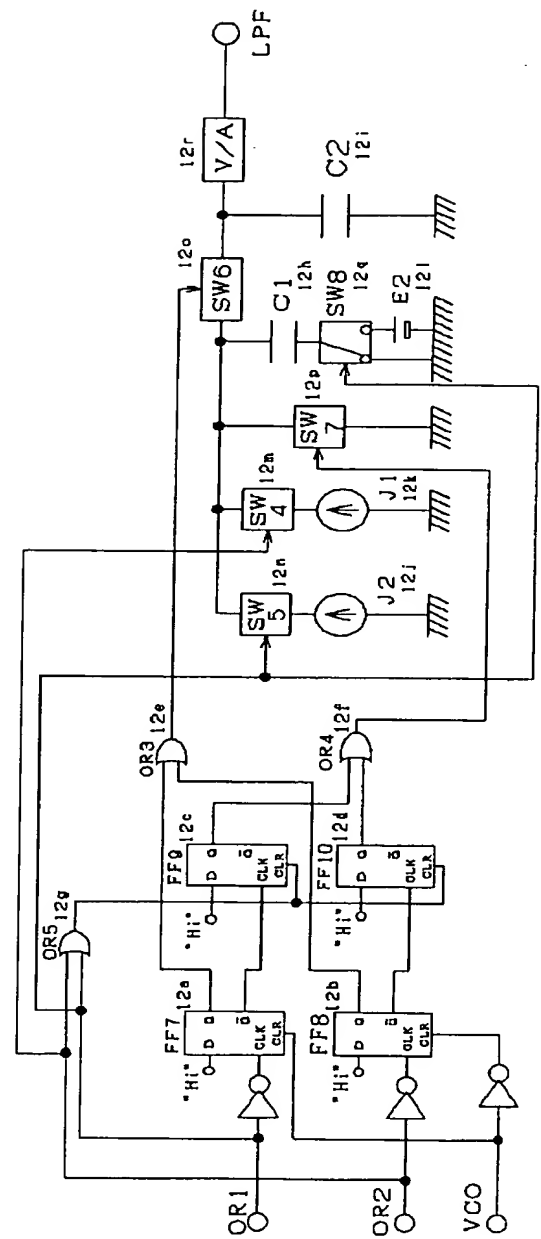 OR1
OR2
VCO
OR5
12g
FF7
12a
"Hi"
D
Q
Q̄
CLK
CLR
FF8
12b
"Hi"
D
Q
Q̄
CLK
CLR
FF9
12c
"Hi"
D
Q
Q̄
CLK
CLR
FF10
12d
"Hi"
D
Q
Q̄
CLK
CLR
OR3
12e
OR4
12f
SW
5
12n
J2
12j
SW
4
12m
J1
12k
SW
7
12p
C1
12h
SW8
12q
E2
12l
SW6
12o
C2
12i
V/A
12r
LPF